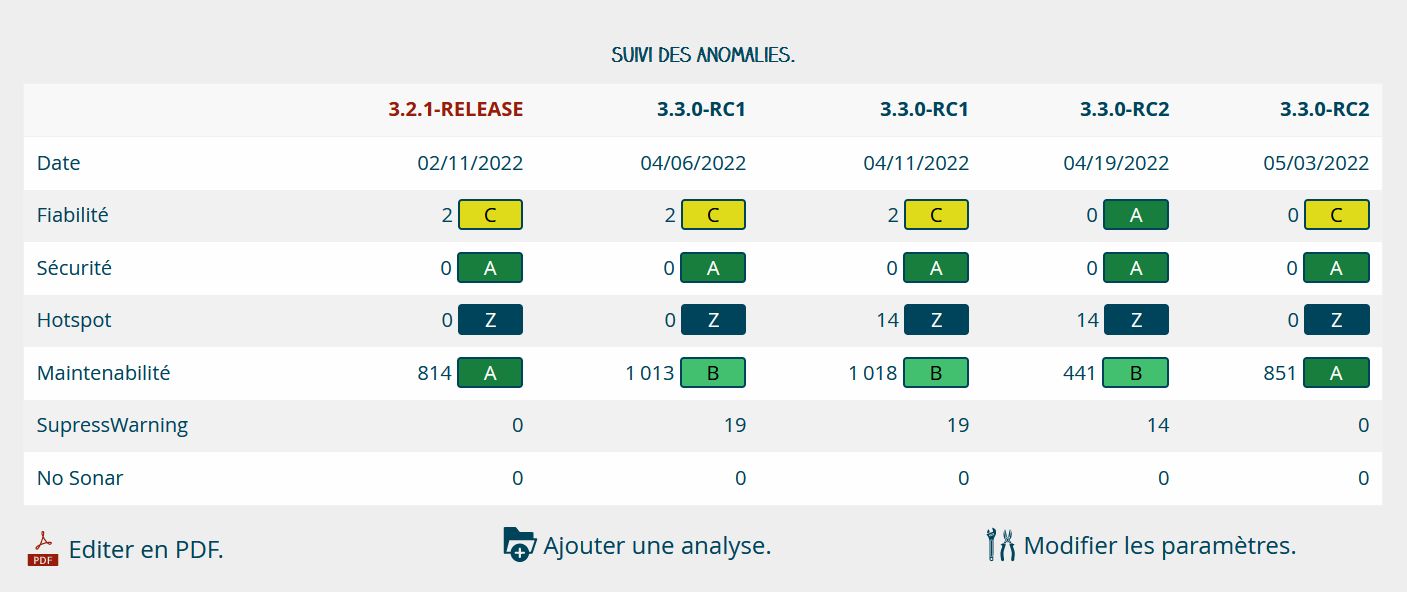 SUIVI DES ANOMALIES.
3.2.1-RELEASE 3.3.0-RC1 3.3.0-RC1 3.3.0-RC2 3.3.0-RC2
Date 02/11/2022 04/06/2022 04/11/2022 04/19/2022 05/03/2022
Fiabilité 2 C 2 C 2 C 0 A 0 C
Sécurité 0 A 0 A 0 A 0 A 0 A
Hotspot 0 Z 0 Z 14 Z 14 Z 0 Z
Maintenabilité 814 A 1 013 B 1 018 B 441 B 851 A
SupressWarning 0 19 19 14 0
No Sonar 0 0 0 0 0
PDF Editer en PDF. Ajouter une analyse. Modifier les paramètres.